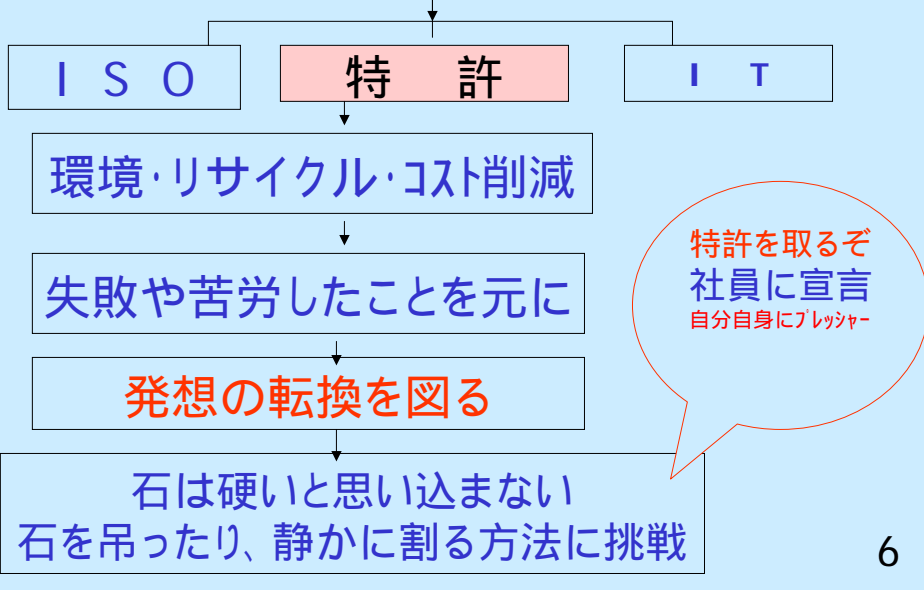 ＩＳＯ
特　許
ＩＴ
環境･リサイクル･ｺｽﾄ削減
失敗や苦労したことを元に
発想の転換を図る
石は硬いと思い込まない
石を吊ったり、静かに割る方法に挑戦
特許を取るぞ
社員に宣言
自分自身にﾌﾟﾚｯｼｬｰ
6